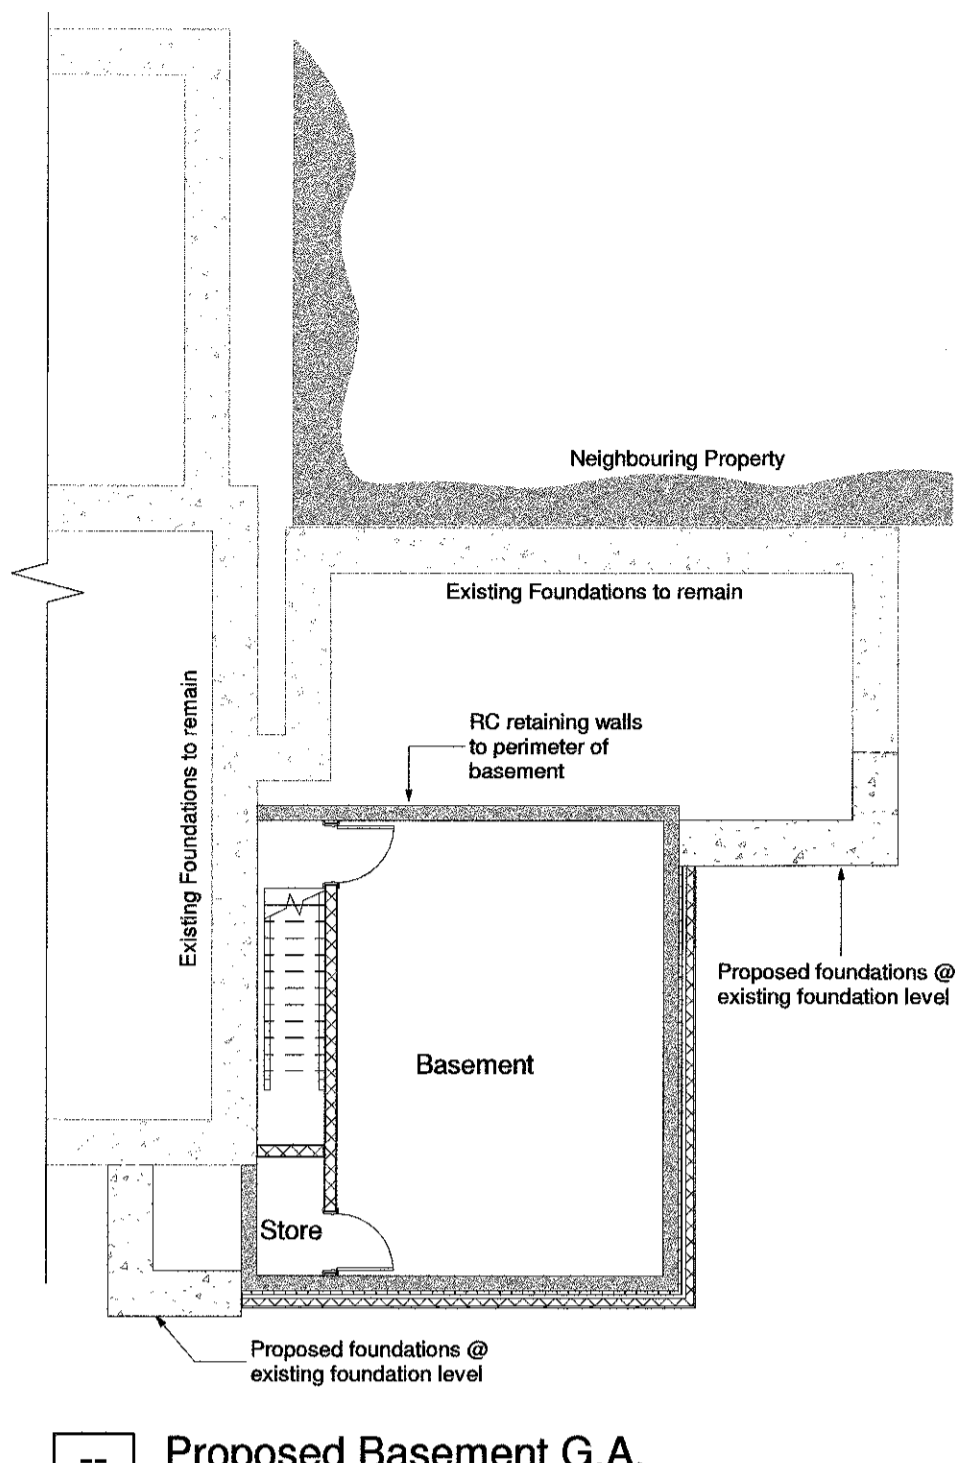 Neighbouring Property
Existing Foundations to remain
Existing Foundations to remain
RC retaining walls
to perimeter of
basement
Proposed foundations @
existing foundation level
Basement
Store
Proposed foundations @
existing foundation level
--
Proposed Basement G.A.